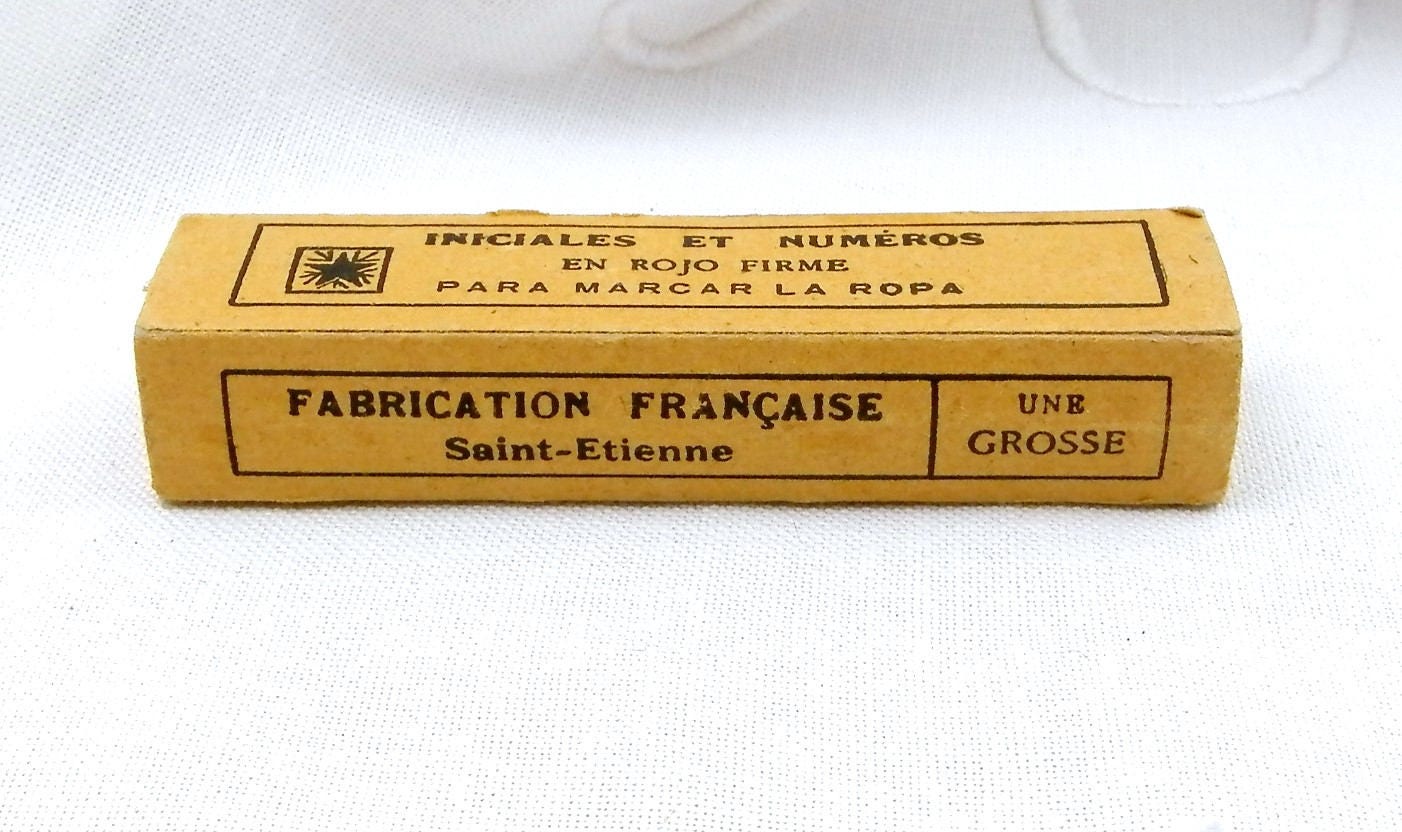 INICIALES ET NUMÉROS
EN ROJO FIRME
PARA MARCAR LA ROPA
FABRICATION FRANÇAISE
Saint-Etienne
UNE
GROSSE